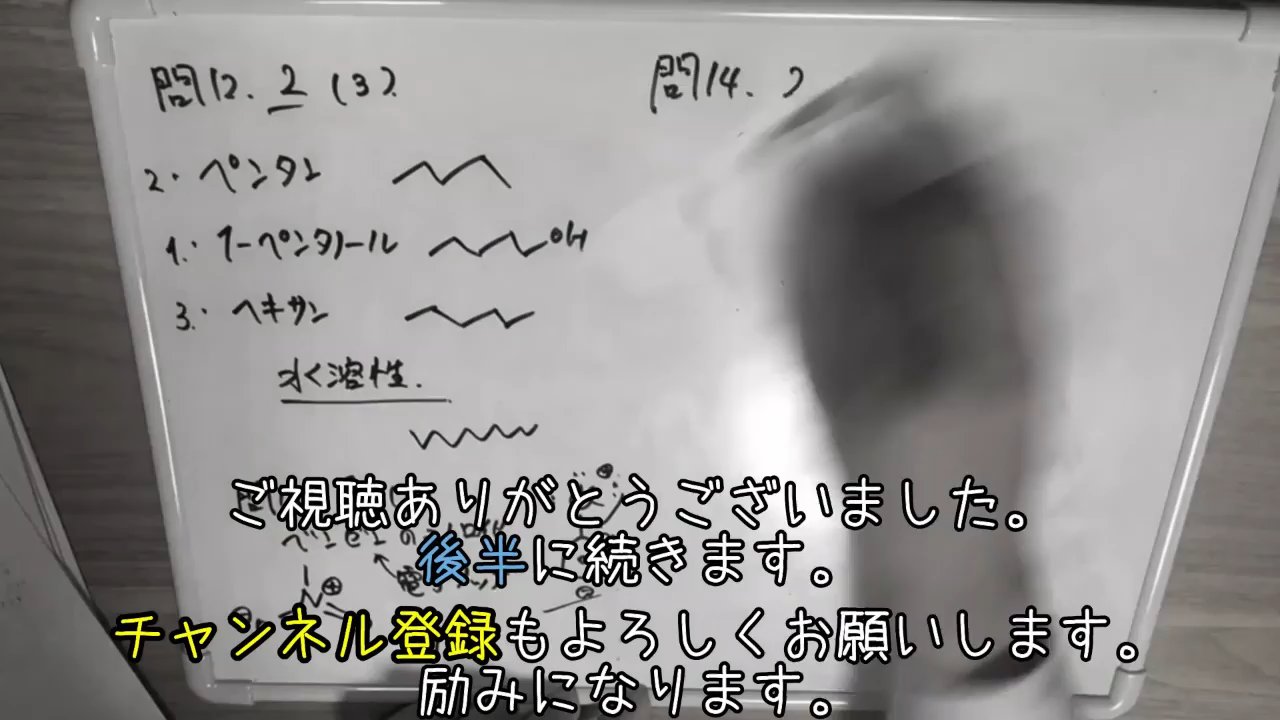 問12. 2 (3).
2. ペンタン
1. 1-ペンタノール OH
3. ヘキサン
水溶性.
問14. 2
ご視聴ありがとうございました。
後半に続きます。
チャンネル登録もよろしくお願いします。
励みになります。